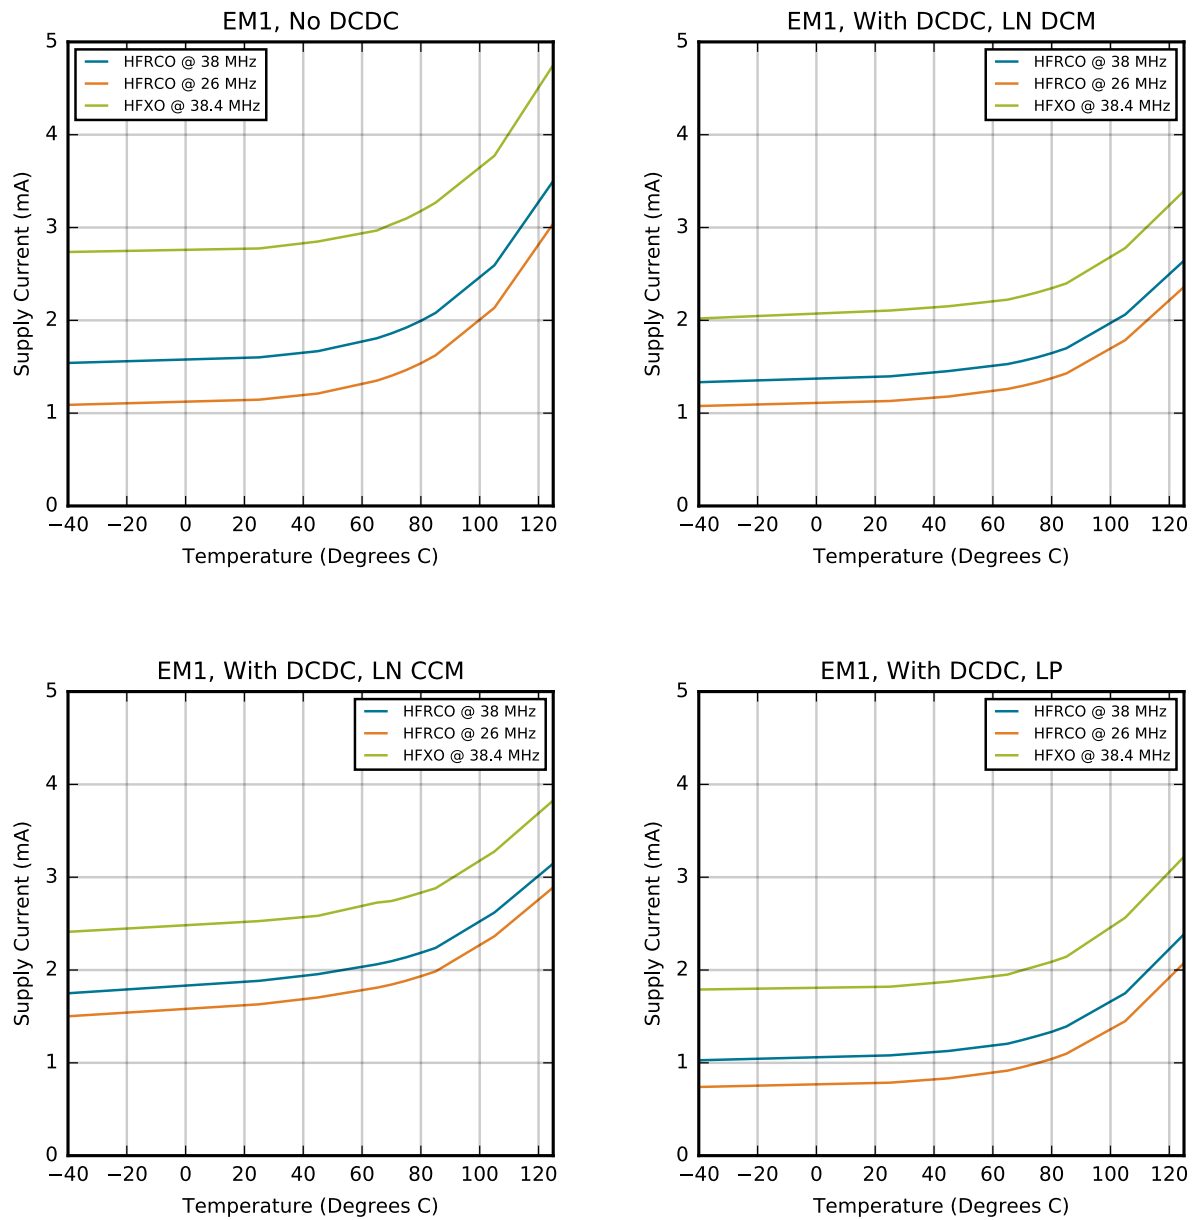 EM1, No DCDC
HFRCO @ 38 MHz
HFRCO @ 26 MHz
HFXO @ 38.4 MHz
Supply Current (mA)
5
4
3
2
1
0
−40 −20 0 20 40 60 80 100 120
Temperature (Degrees C)
EM1, With DCDC, LN DCM
HFRCO @ 38 MHz
HFRCO @ 26 MHz
HFXO @ 38.4 MHz
Supply Current (mA)
5
4
3
2
1
0
−40 −20 0 20 40 60 80 100 120
Temperature (Degrees C)
EM1, With DCDC, LN CCM
HFRCO @ 38 MHz
HFRCO @ 26 MHz
HFXO @ 38.4 MHz
Supply Current (mA)
5
4
3
2
1
0
−40 −20 0 20 40 60 80 100 120
Temperature (Degrees C)
EM1, With DCDC, LP
HFRCO @ 38 MHz
HFRCO @ 26 MHz
HFXO @ 38.4 MHz
Supply Current (mA)
5
4
3
2
1
0
−40 −20 0 20 40 60 80 100 120
Temperature (Degrees C)